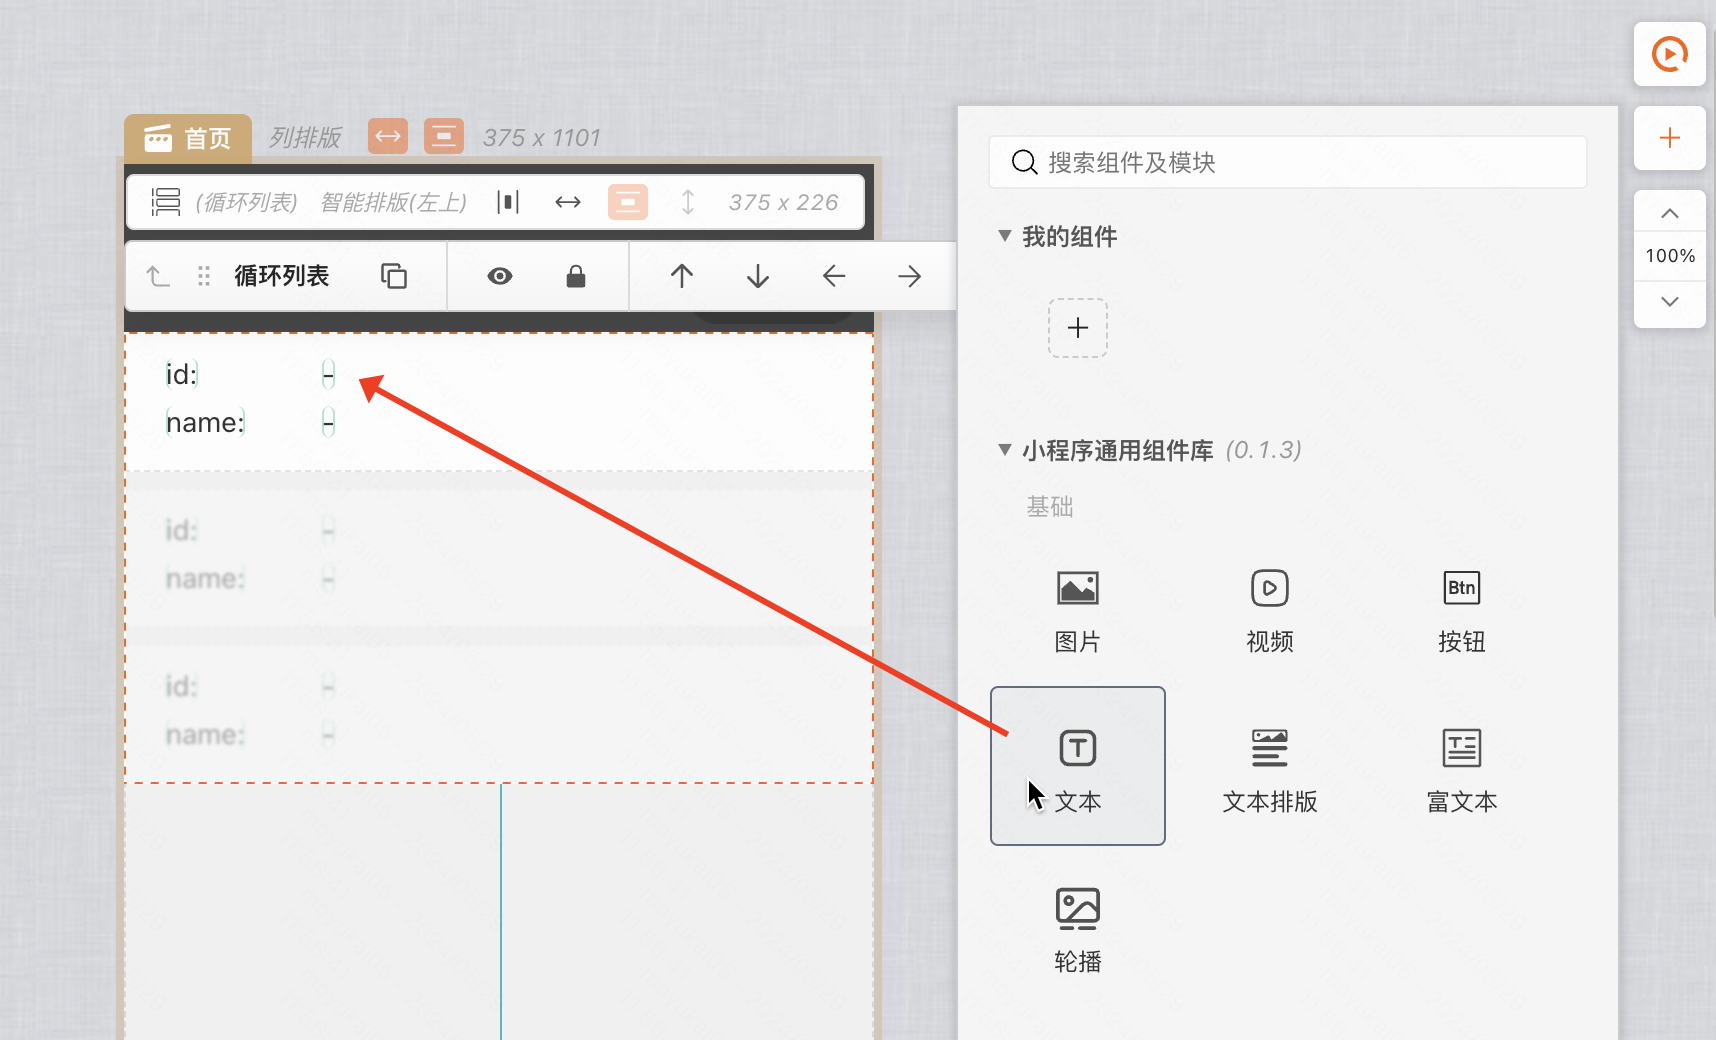 首页 列排版 375 x 1101
(循环列表) 智能排版(左上) 375 x 226
循环列表
id: -
name: -
id: -
name: -
id: -
name: -
搜索组件及模块
我的组件
小程序通用组件库 (0.1.3)
基础
图片 视频 Btn 按钮
T 文本 文本排版 T 富文本
轮播
100%